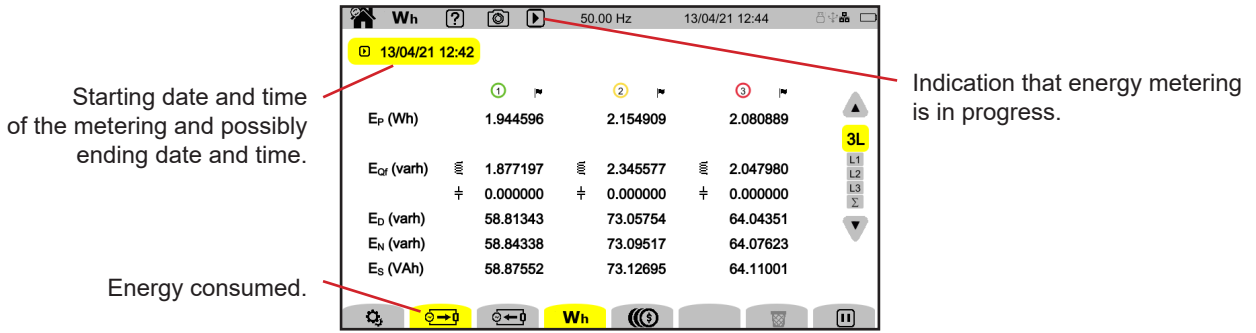 Wh ? 50.00 Hz 13/04/21 12:44
13/04/21 12:42
Starting date and time
of the metering and possibly
ending date and time.
Indication that energy metering
is in progress.
1 2 3
EP (Wh) 1.944596 2.154909 2.080889
3L
L1
L2
L3
Σ
EQf (varh) 1.877197 2.345577 2.047980
0.000000 0.000000 0.000000
ED (varh) 58.81343 73.05754 64.04351
EN (varh) 58.84338 73.09517 64.07623
ES (VAh) 58.87552 73.12695 64.11001
Energy consumed.
Wh $